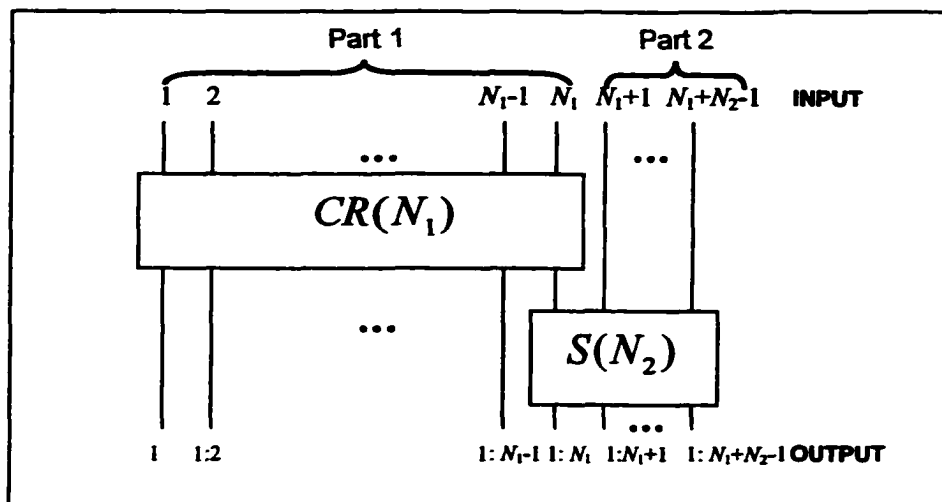 Part 1 Part 2
1 2 N₁-1 N₁ N₁+1 N₁+N₂-1 INPUT
••• •••
CR(N₁)
•••
S(N₂)
•••
1 1:2 1: N₁-1 1: N₁ 1:N₁+1 1: N₁+N₂-1 OUTPUT